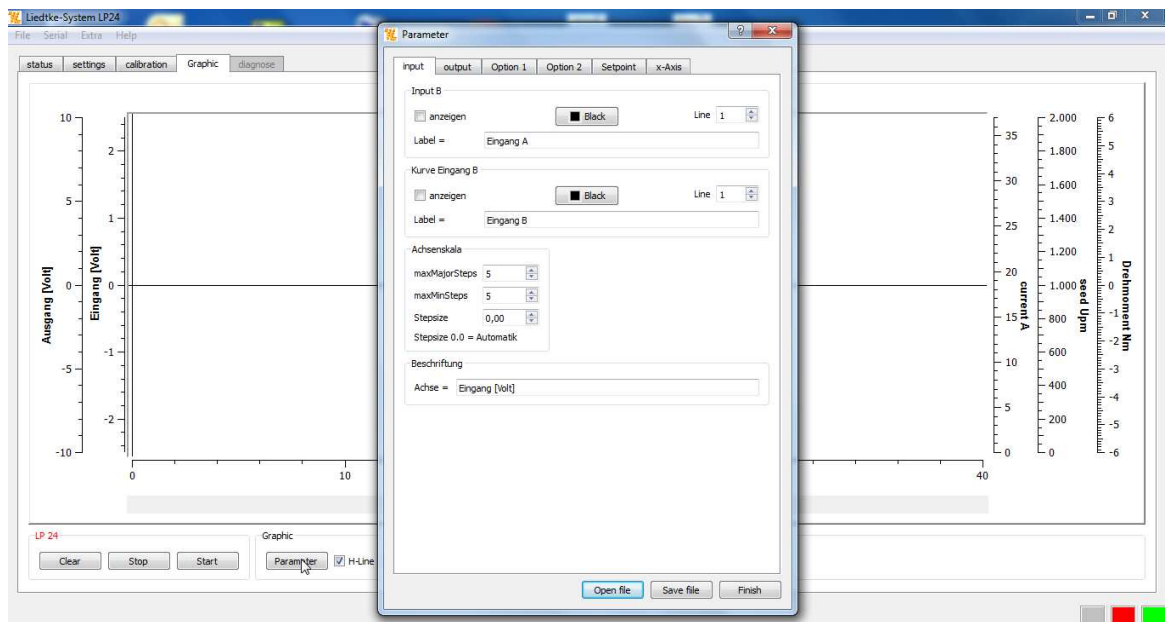 Liedtke-System LP24
File Serial Extra Help
status settings calibration Graphic diagnose
10
5
0
-5
-10
Ausgang [Volt]
2
1
0
-1
-2
Eingang [Volt]
0 10 40
35
30
25
20
15
10
5
0
current A
2.000
1.800
1.600
1.400
1.200
1.000
800
600
400
200
0
seed Upm
6
5
4
3
2
1
0
-1
-2
-3
-4
-5
-6
Drehmoment Nm
LP 24
Clear Stop Start
Graphic
Parameter H-Line
Parameter
input output Option 1 Option 2 Setpoint x-Axis
Input B
anzeigen Black Line 1
Label = Eingang A
Kurve Eingang B
anzeigen Black Line 1
Label = Eingang B
Achsenskala
maxMajorSteps 5
maxMinSteps 5
Stepsize 0,00
Stepsize 0.0 = Automatik
Beschriftung
Achse = Eingang [Volt]
Open file Save file Finish